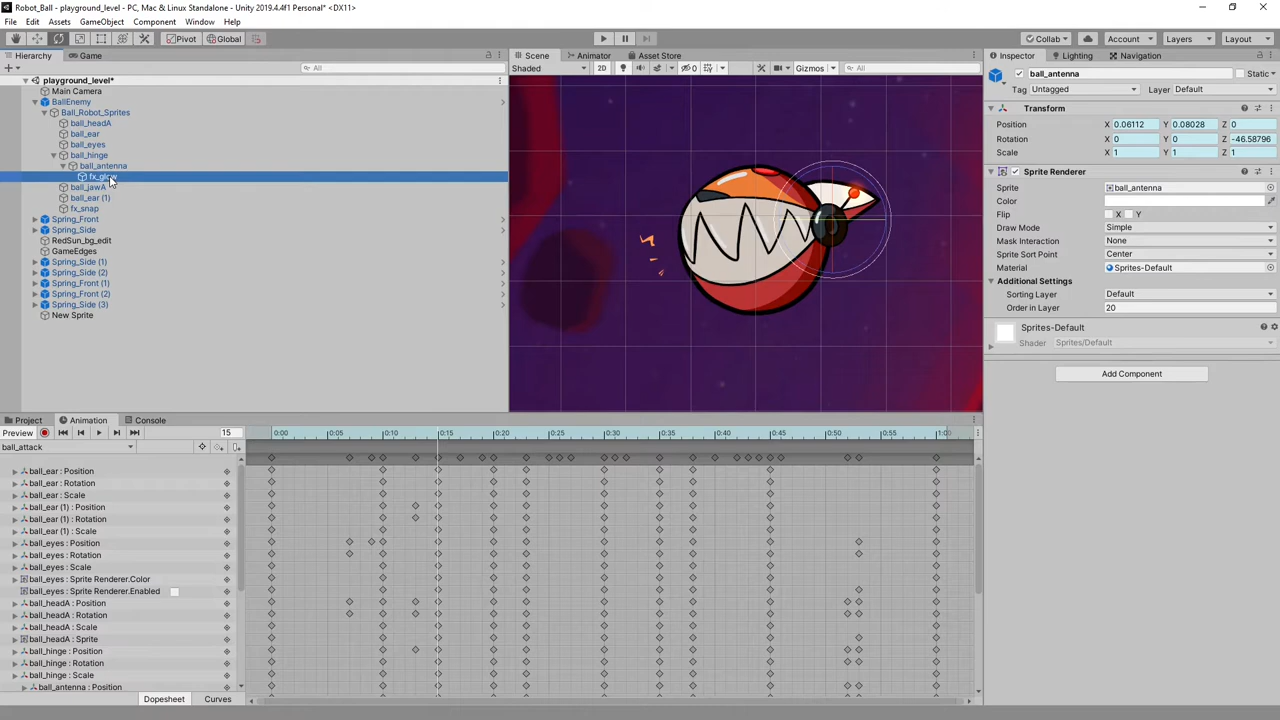 Robot_Ball - playground_level - PC, Mac & Linux Standalone - Unity 2019.4.4f1 Personal* <DX11>
File Edit Assets GameObject Component Window Help
Pivot Global Collab Account Layers Layout
Hierarchy Game
All
playground_level*
Main Camera
BallEnemy
Ball_Robot_Sprites
ball_headA
ball_ear
ball_eyes
ball_hinge
ball_antenna
fx_glow
ball_jawA
ball_ear (1)
fx_snap
Spring_Front
Spring_Side
RedSun_bg_edit
GameEdges
Spring_Side (1)
Spring_Side (2)
Spring_Front (1)
Spring_Front (2)
Spring_Side (3)
New Sprite
Scene Animator Asset Store
Shaded 2D 0 Gizmos All
Inspector Lighting Navigation
ball_antenna Static
Tag Untagged Layer Default
Transform
Position X 0.06112 Y 0.08028 Z 0
Rotation X 0 Y 0 Z -46.58796
Scale X 1 Y 1 Z 1
Sprite Renderer
Sprite ball_antenna
Color
Flip X Y
Draw Mode Simple
Mask Interaction None
Sprite Sort Point Center
Material Sprites-Default
Additional Settings
Sorting Layer Default
Order in Layer 20
Sprites-Default
Shader Sprites/Default
Add Component
Project Animation Console
Preview 15 0:00 0:05 0:10 0:15 0:20 0:25 0:30 0:35 0:40 0:45 0:50 0:55 1:00
ball_attack
ball_ear : Position
ball_ear : Rotation
ball_ear : Scale
ball_ear (1) : Position
ball_ear (1) : Rotation
ball_ear (1) : Scale
ball_eyes : Position
ball_eyes : Rotation
ball_eyes : Scale
ball_eyes : Sprite Renderer.Color
ball_eyes : Sprite Renderer.Enabled
ball_headA : Position
ball_headA : Rotation
ball_headA : Scale
ball_headA : Sprite
ball_hinge : Position
ball_hinge : Rotation
ball_hinge : Scale
ball_antenna : Position
Dopesheet Curves